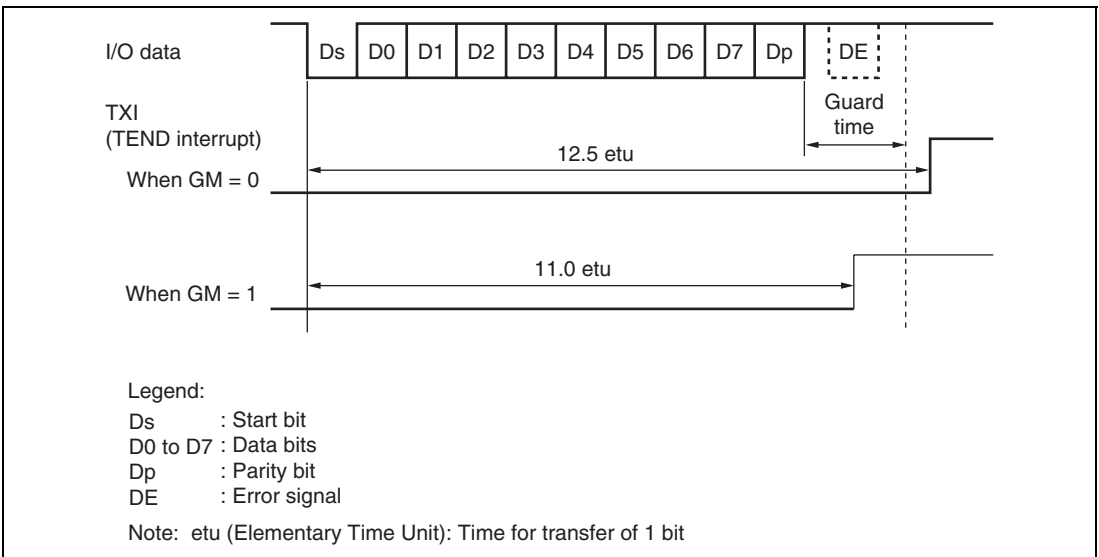 I/O data
Ds D0 D1 D2 D3 D4 D5 D6 D7 Dp DE
TXI
(TEND interrupt)
Guard
time
12.5 etu
When GM = 0
11.0 etu
When GM = 1
Legend:
Ds : Start bit
D0 to D7 : Data bits
Dp : Parity bit
DE : Error signal
Note: etu (Elementary Time Unit): Time for transfer of 1 bit